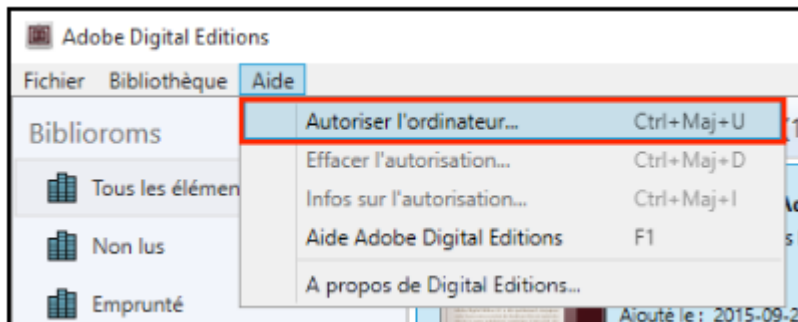 Adobe Digital Editions
Fichier Bibliothèque Aide
Autoriser l'ordinateur... Ctrl+Maj+U
Biblioroms
Effacer l'autorisation... Ctrl+Maj+D
Tous les élémen
Infos sur l'autorisation... Ctrl+Maj+I
Aide Adobe Digital Editions F1
Non lus
A propos de Digital Editions...
Emprunté
Ajouté le : 2015-09-2